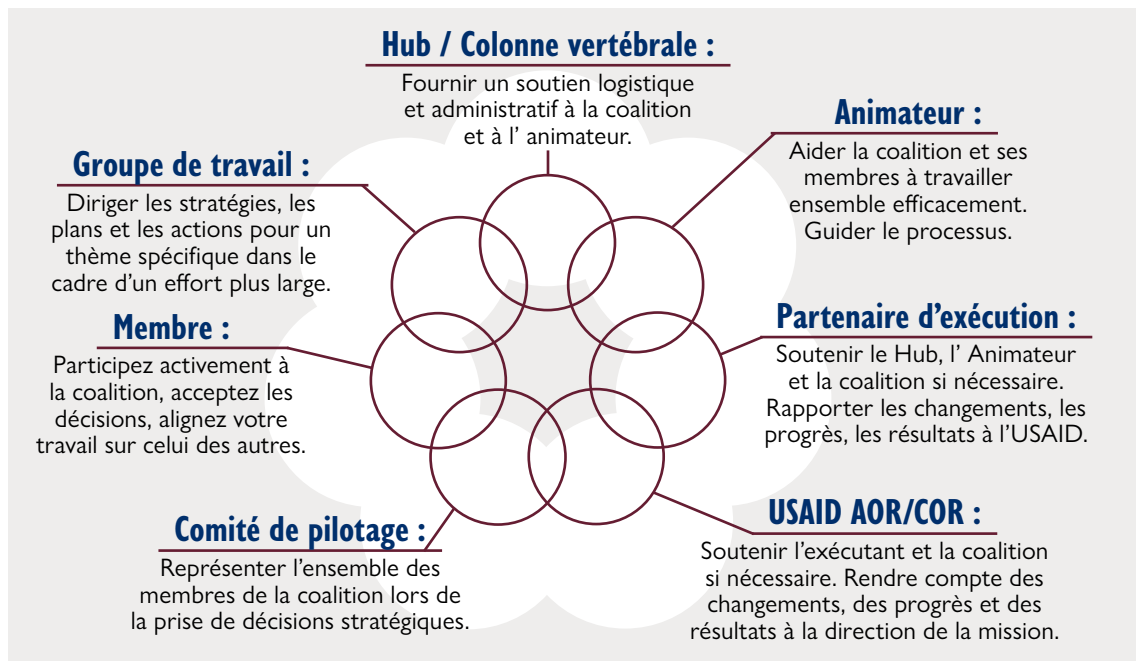 Hub / Colonne vertébrale :
Fournir un soutien logistique
et administratif à la coalition
et à l’ animateur.
Animateur :
Aider la coalition et ses
membres à travailler
ensemble efficacement.
Guider le processus.
Partenaire d’exécution :
Soutenir le Hub, l’ Animateur
et la coalition si nécessaire.
Rapporter les changements, les
progrès, les résultats à l’USAID.
USAID AOR/COR :
Soutenir l’exécutant et la coalition
si nécessaire. Rendre compte des
changements, des progrès et des
résultats à la direction de la mission.
Comité de pilotage :
Représenter l’ensemble des
membres de la coalition lors de
la prise de décisions stratégiques.
Membre :
Participez activement à
la coalition, acceptez les
décisions, alignez votre
travail sur celui des autres.
Groupe de travail :
Diriger les stratégies, les
plans et les actions pour un
thème spécifique dans le
cadre d’un effort plus large.